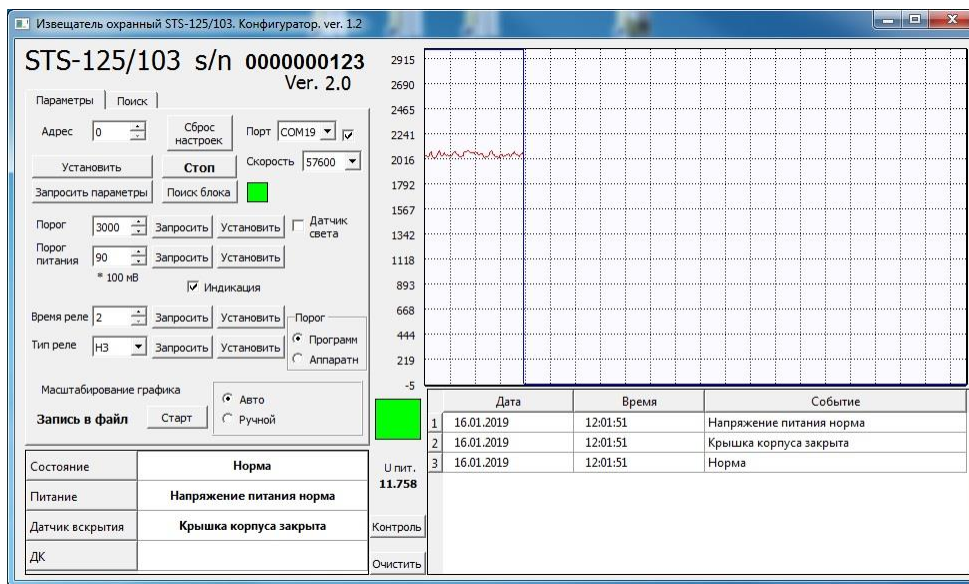 Извещатель охранный STS-125/103. Конфигуратор. ver. 1.2
STS-125/103 s/n 0000000123
Ver. 2.0
Параметры Поиск
Адрес 0 Сброс настроек Порт COM19
Установить Стоп Скорость 57600
Запросить параметры Поиск блока
Порог 3000 Запросить Установить Датчик света
Порог питания 90 Запросить Установить
* 100 мВ
Индикация
Время реле 2 Запросить Установить Порог
Программ
Тип реле НЗ Запросить Установить
Аппаратн
Масштабирование графика
Авто
Запись в файл Старт Ручной
2915
2690
2465
2241
2016
1792
1567
1342
1118
893
668
444
219
-5
Состояние Норма
Питание Напряжение питания норма
Датчик вскрытия Крышка корпуса закрыта
ДК
U пит.
11.758
Контроль
Очистить
Дата Время Событие
1 16.01.2019 12:01:51 Напряжение питания норма
2 16.01.2019 12:01:51 Крышка корпуса закрыта
3 16.01.2019 12:01:51 Норма